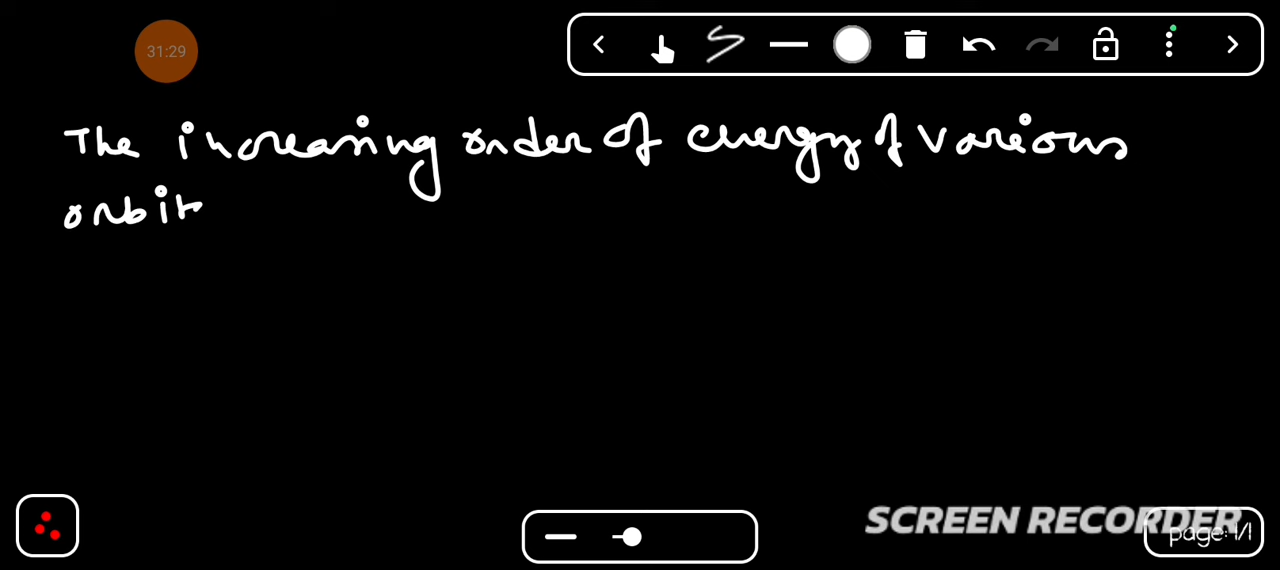 31:29
The increasing order of energy of various
orbit
SCREEN RECORDER
page:1/1